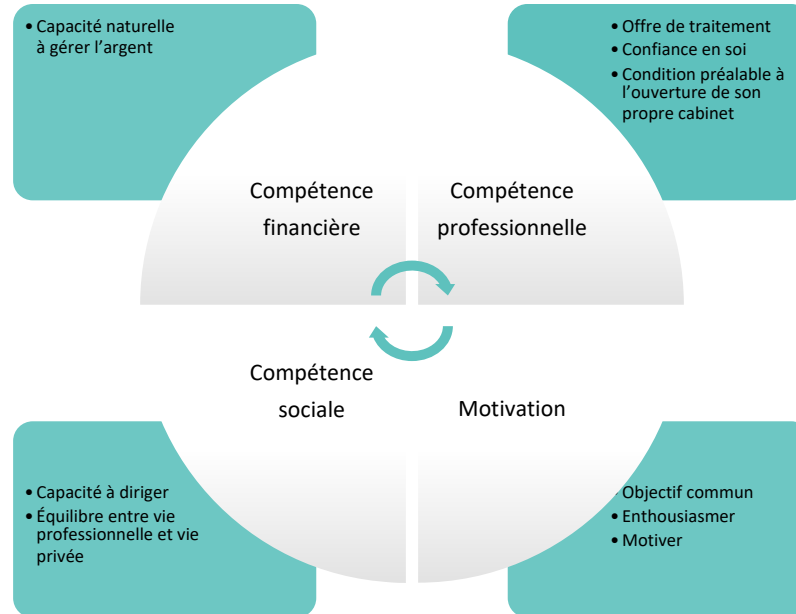 • Capacité naturelle
à gérer l’argent
• Offre de traitement
• Confiance en soi
• Condition préalable à
l’ouverture de son
propre cabinet
Compétence
financière
Compétence
professionnelle
Compétence
sociale
Motivation
• Capacité à diriger
• Équilibre entre vie
professionnelle et vie
privée
• Objectif commun
• Enthousiasmer
• Motiver